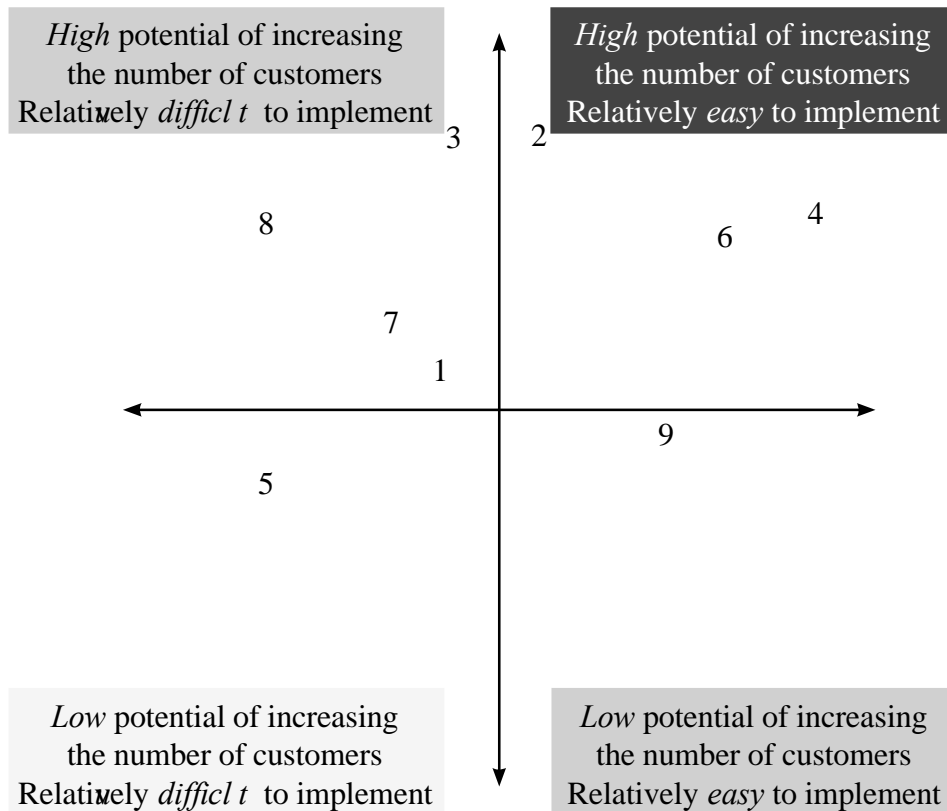 High potential of increasing
the number of customers
Relatively difficl t to implement
High potential of increasing
the number of customers
Relatively easy to implement
3
2
8
4
6
7
1
9
5
Low potential of increasing
the number of customers
Relatively difficl t to implement
Low potential of increasing
the number of customers
Relatively easy to implement